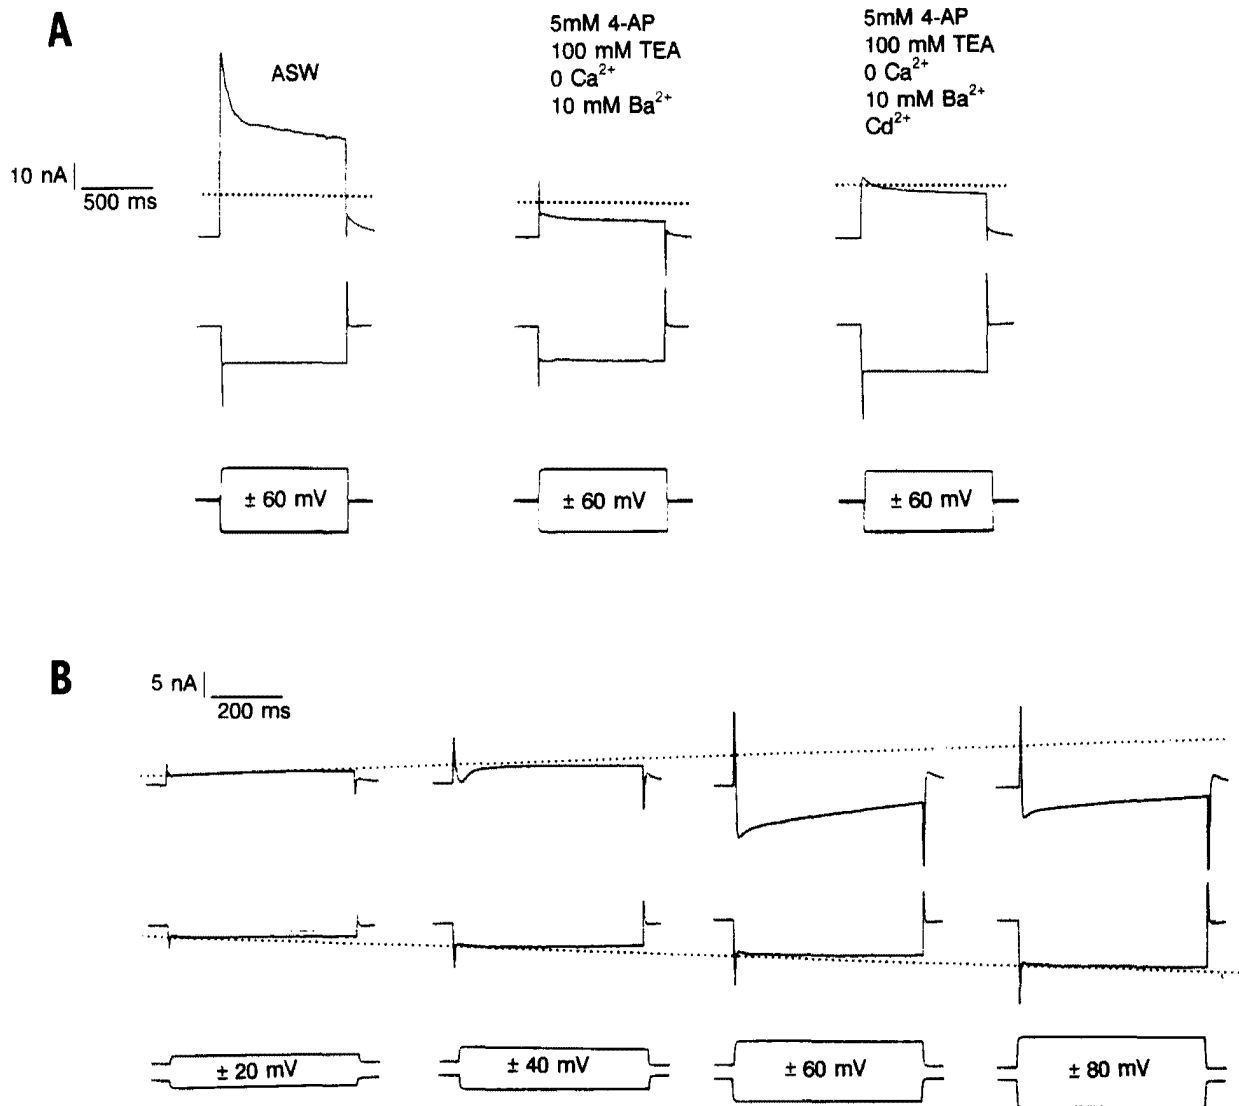 A
ASW
10 nA
500 ms
± 60 mV
5mM 4-AP
100 mM TEA
0 Ca²⁺
10 mM Ba²⁺
± 60 mV
5mM 4-AP
100 mM TEA
0 Ca²⁺
10 mM Ba²⁺
Cd²⁺
± 60 mV
B
5 nA
200 ms
± 20 mV
± 40 mV
± 60 mV
± 80 mV